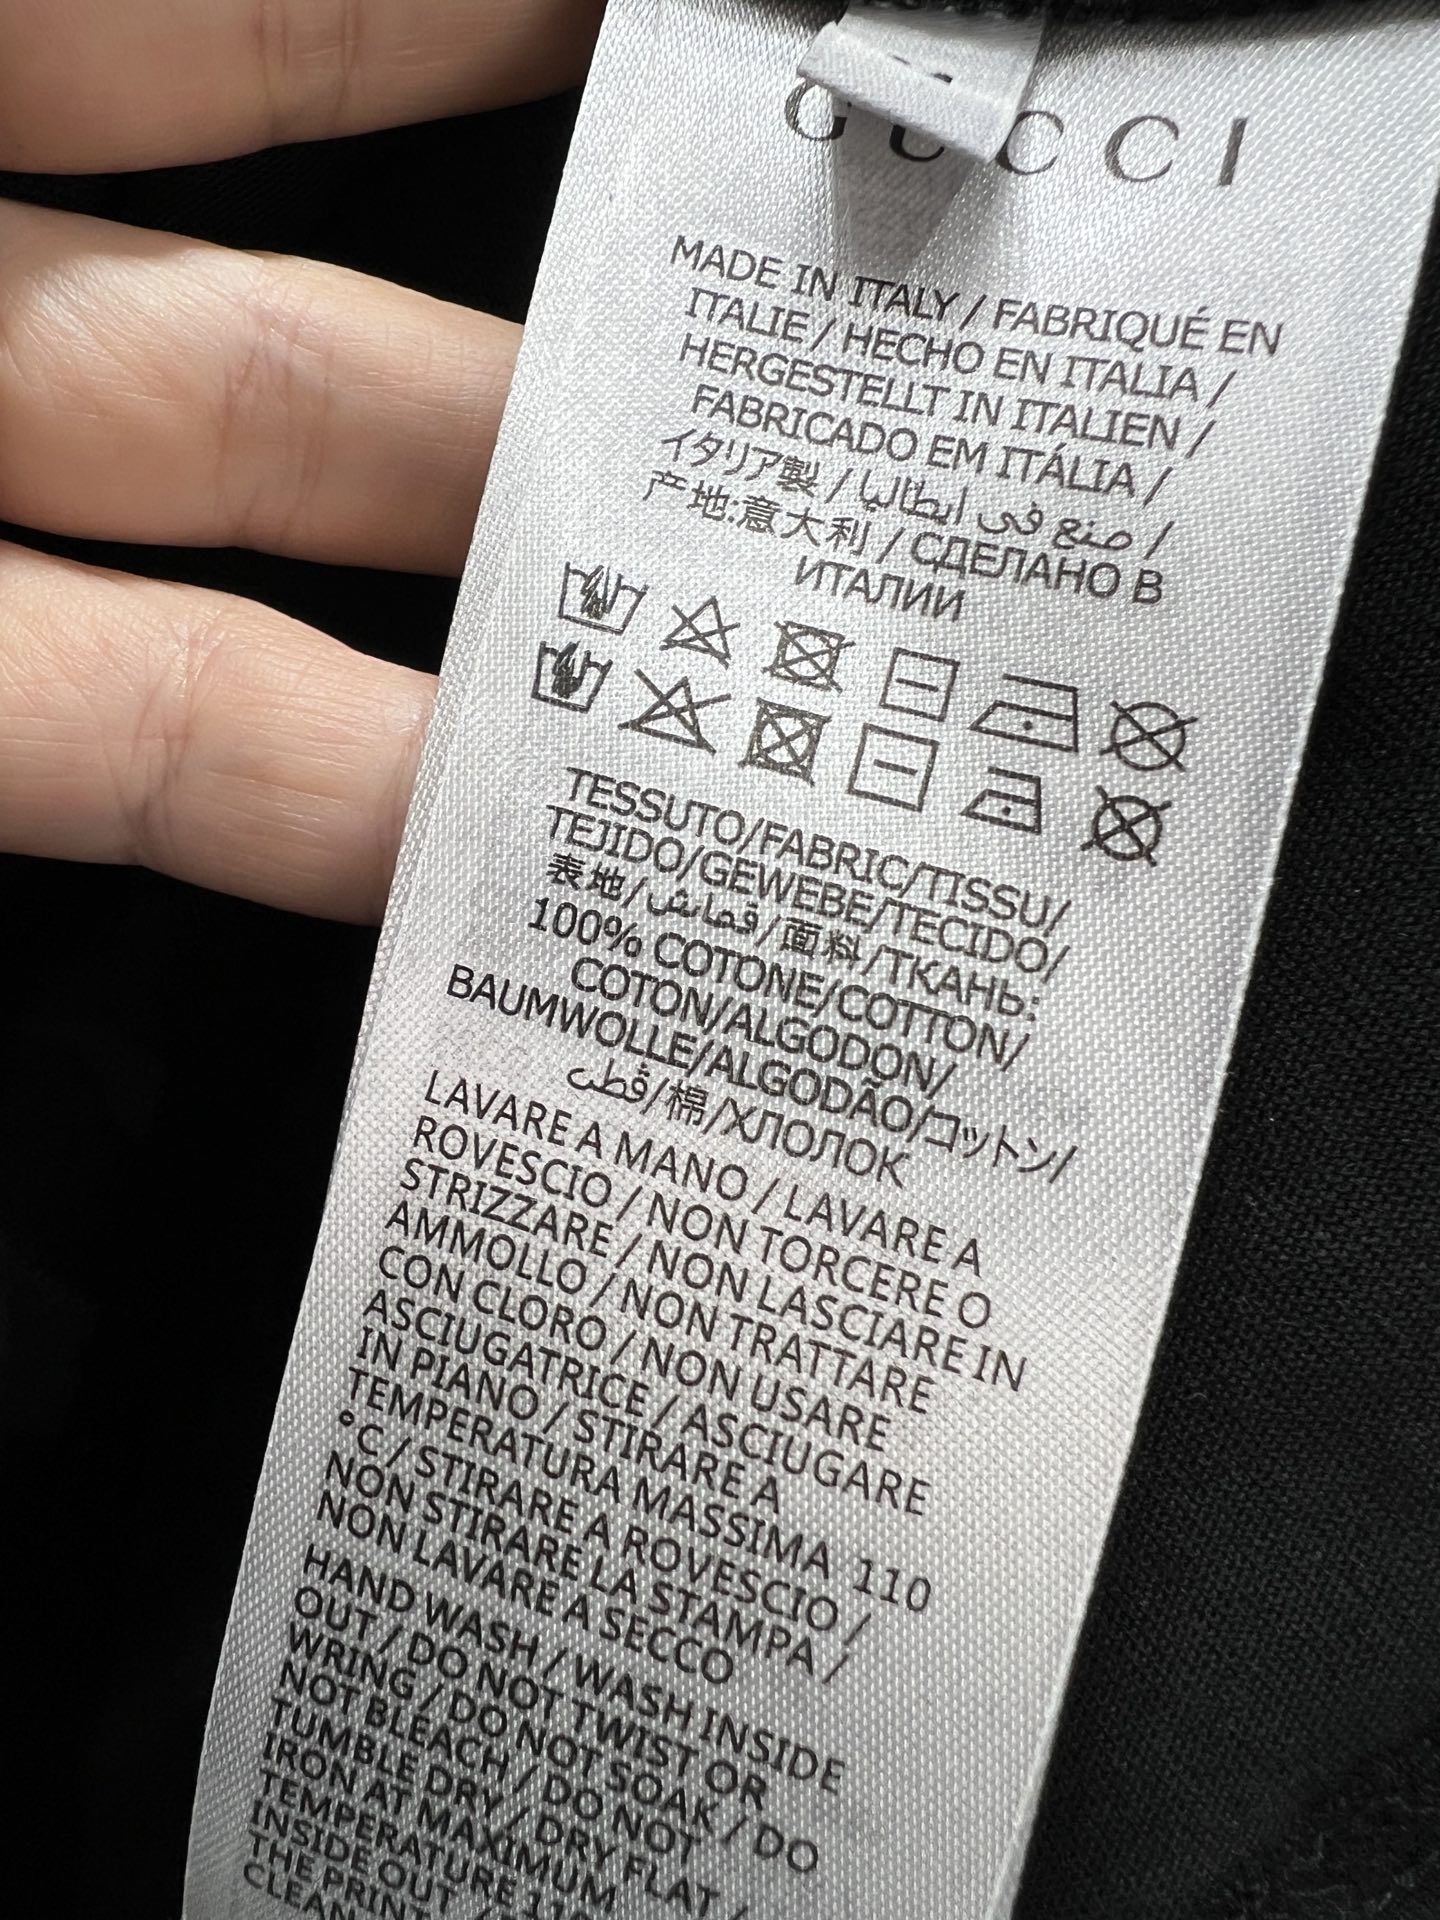 GUCCI
MADE IN ITALY / FABRIQUÉ EN
ITALIE / HECHO EN ITALIA /
HERGESTELLT IN ITALIEN /
FABRICADO EM ITÁLIA /
イタリア製 / صنع في ايطاليا /
产地:意大利 / СДЕЛАНО В
ИТАЛИИ
TESSUTO/FABRIC/TISSU/
TEJIDO/GEWEBE/TECIDO/
表地/قماش/面料/ТКАНЬ:
100% COTONE/COTTON/
COTON/ALGODON/
BAUMWOLLE/ALGODÃO/コットン/
قطن/棉/ХЛОПОК
LAVARE A MANO / LAVARE A
ROVESCIO / NON TORCERE O
STRIZZARE / NON LASCIARE IN
AMMOLLO / NON TRATTARE
CON CLORO / NON USARE
ASCIUGATRICE / ASCIUGARE
IN PIANO / STIRARE A
TEMPERATURA MASSIMA 110
°C / STIRARE A ROVESCIO /
NON STIRARE LA STAMPA /
NON LAVARE A SECCO
HAND WASH / WASH INSIDE
OUT / DO NOT TWIST OR
WRING / DO NOT SOAK / DO
NOT BLEACH / DO NOT
TUMBLE DRY / DRY FLAT /
IRON AT MAXIMUM
TEMPERATURE 110
INSIDE OUT /
THE PRINT
CLEAN